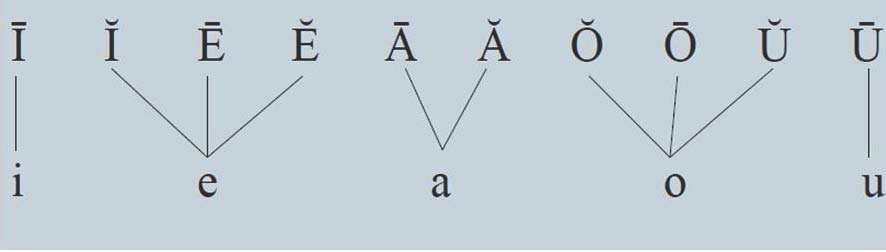 Ī Ĭ Ē Ĕ Ā Ă Ŏ Ō Ŭ Ū
i e a o u